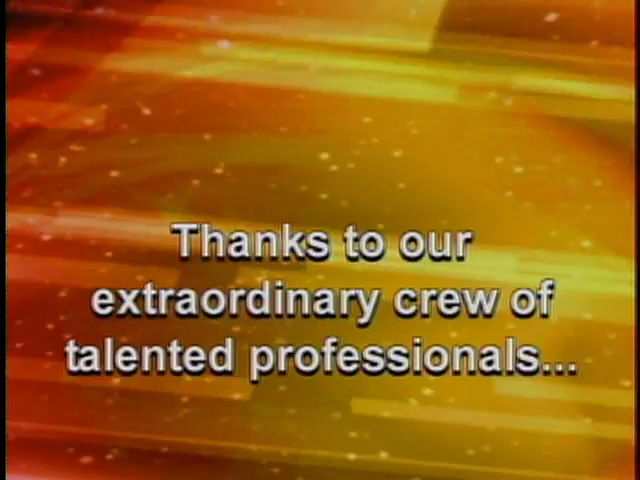 Thanks to our
extraordinary crew of
talented professionals...